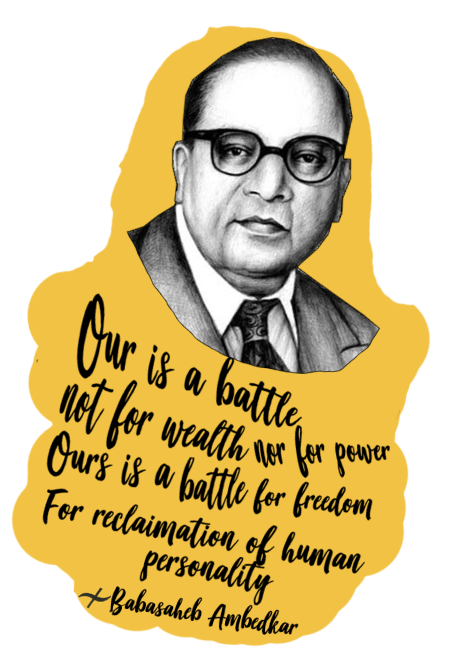 Our is a battle
not for wealth nor for power
Ours is a battle for freedom
For reclaimation of human
personality
Babasaheb Ambedkar